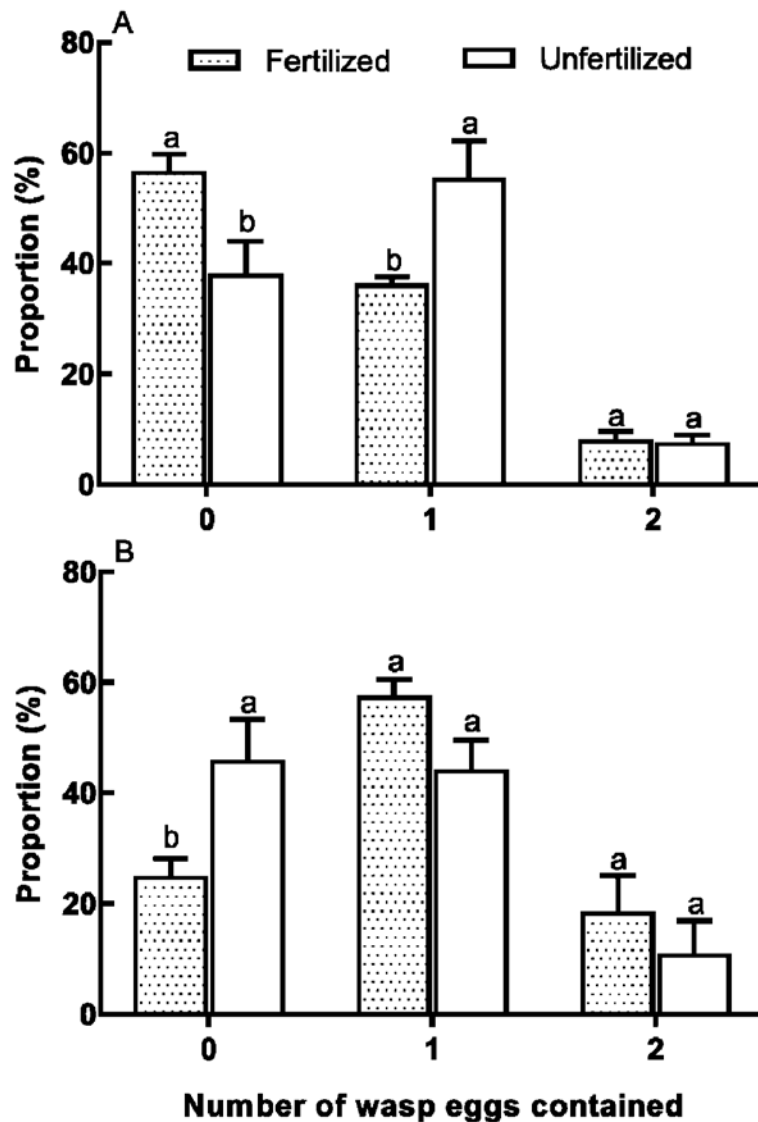 A
80
Fertilized Unfertilized
a
a
60
b
b
40
Proportion (%)
20
a a
0
0 1 2
B
80
a
60
a
a
40
Proportion (%)
b
a
20
a
0
0 1 2
Number of wasp eggs contained